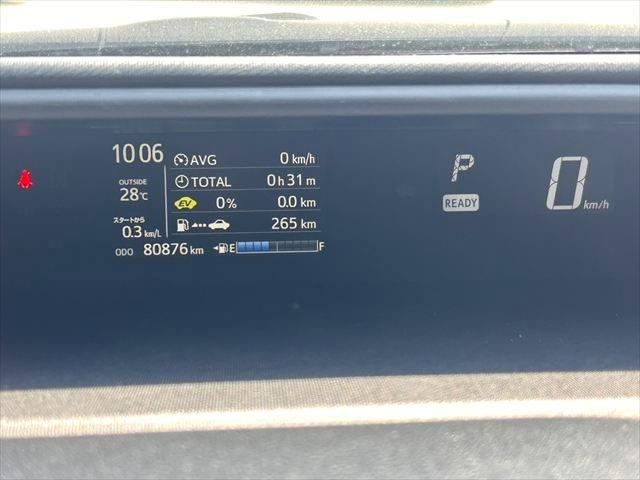 10 06
OUTSIDE
28℃
スタートから
0.3 km/L
ODO 80876 km
AVG 0 km/h
TOTAL 0 h 31 m
EV 0 % 0.0 km
265 km
E F
P
READY
0 km/h